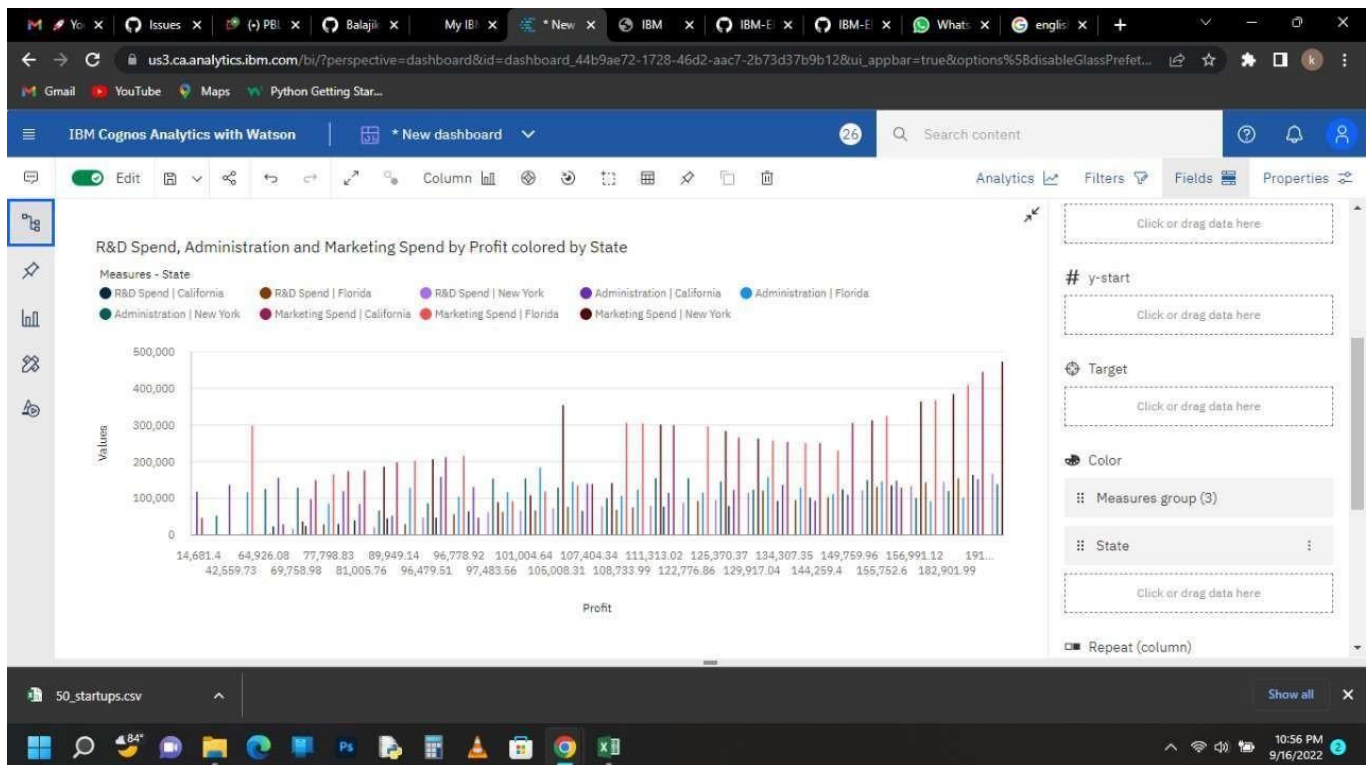 Yo
Issues
(-) PBL
Balajik
My IB
* New
IBM
IBM-E
IBM-E
Whats
englis
us3.ca.analytics.ibm.com/bi/?perspective=dashboard&id=dashboard_44b9ae72-1728-46d2-aac7-2b73d37b9b12&ui_appbar=true&options%5BdisableGlassPrefet...
k
Gmail YouTube Maps Python Getting Star...
IBM Cognos Analytics with Watson * New dashboard 26 Search content
Edit Column Analytics Filters Fields Properties
Click or drag data here
R&D Spend, Administration and Marketing Spend by Profit colored by State
Measures - State
R&D Spend | California R&D Spend | Florida R&D Spend | New York Administration | California Administration | Florida
Administration | New York Marketing Spend | California Marketing Spend | Florida Marketing Spend | New York
500,000
400,000
300,000
200,000
100,000
0
Values
14,681.4 64,926.08 77,798.83 89,949.14 96,778.92 101,004.64 107,404.34 111,313.02 125,370.37 134,307.35 149,759.96 156,991.12 191...
42,559.73 69,758.98 81,005.76 96,479.51 97,483.56 105,008.31 108,733.99 122,776.86 129,917.04 144,259.4 155,752.6 182,901.99
Profit
# y-start
Click or drag data here
Target
Click or drag data here
Color
Measures group (3)
State
Click or drag data here
Repeat (column)
50_startups.csv
Show all
84°
Ps
10:56 PM
9/16/2022
2